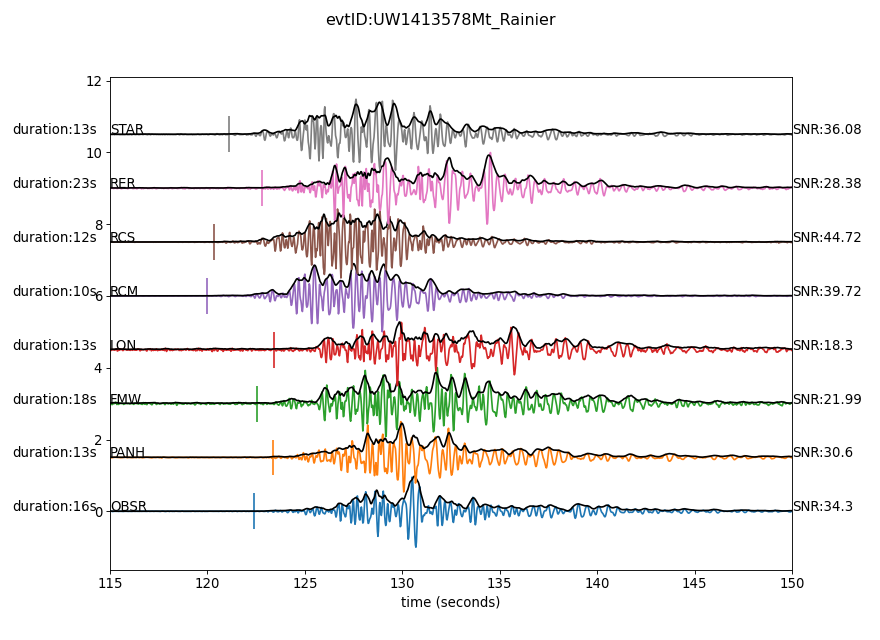 evtID:UW1413578Mt_Rainier
12
duration:13s STAR SNR:36.08
10
duration:23s RER SNR:28.38
8
duration:12s RCS SNR:44.72
duration:10s RCM SNR:39.72
6
duration:13s LON SNR:18.3
4
duration:18s FMW SNR:21.99
2
duration:13s PANH SNR:30.6
duration:16s OBSR SNR:34.3
0
115 120 125 130 135 140 145 150
time (seconds)